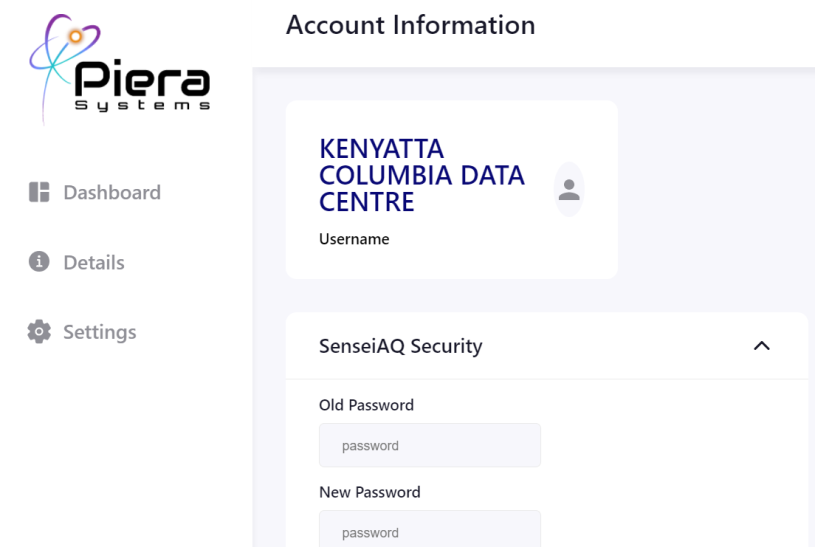 Piera
Systems
Dashboard
Details
Settings
Account Information
KENYATTA
COLUMBIA DATA
CENTRE
Username
SenseiAQ Security
Old Password
password
New Password
password